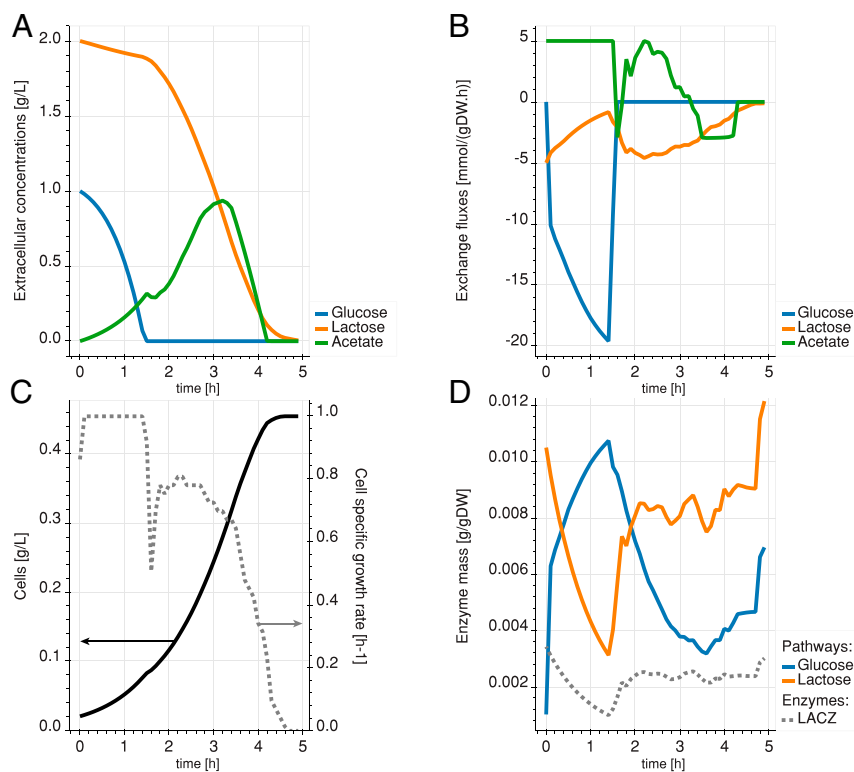 A
Extracellular concentrations [g/L]
2.0
1.5
1.0
0.5
0.0
0 1 2 3 4 5
time [h]
Glucose
Lactose
Acetate
B
Exchange fluxes [mmol/(gDW.h)]
5
0
-5
-10
-15
-20
0 1 2 3 4 5
time [h]
Glucose
Lactose
Acetate
C
Cells [g/L]
0.4
0.3
0.2
0.1
0.0
1.0
0.8
0.6
0.4
0.2
0.0
Cell specific
growth rate [h-1]
0 1 2 3 4 5
time [h]
D
Enzyme mass [g/gDW]
0.012
0.010
0.008
0.006
0.004
0.002
0 1 2 3 4 5
time [h]
Pathways:
Glucose
Lactose
Enzymes:
LACZ